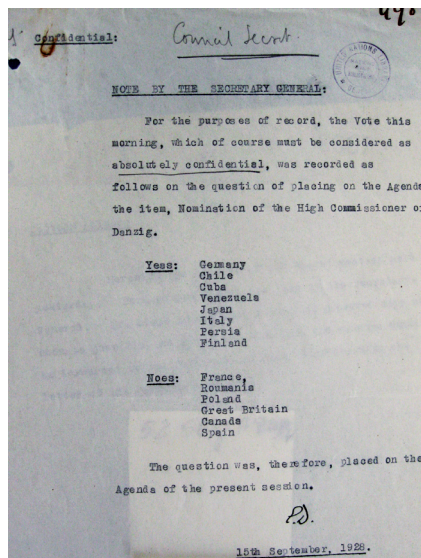 Confidential:
Council Secret.
NOTE BY THE SECRETARY GENERAL:
For the purposes of record, the Vote this
morning, which of course must be considered as
absolutely confidential, was recorded as
follows on the question of placing on the Agenda
the item, Nomination of the High Commissioner of
Danzig.
Yeas: Germany
Chile
Cuba
Venezuela
Japan
Italy
Persia
Finland
Noes: France,
Roumania
Poland
Great Britain
Canada
Spain
The question was, therefore, placed on the
Agenda of the present session.
15th September, 1928.